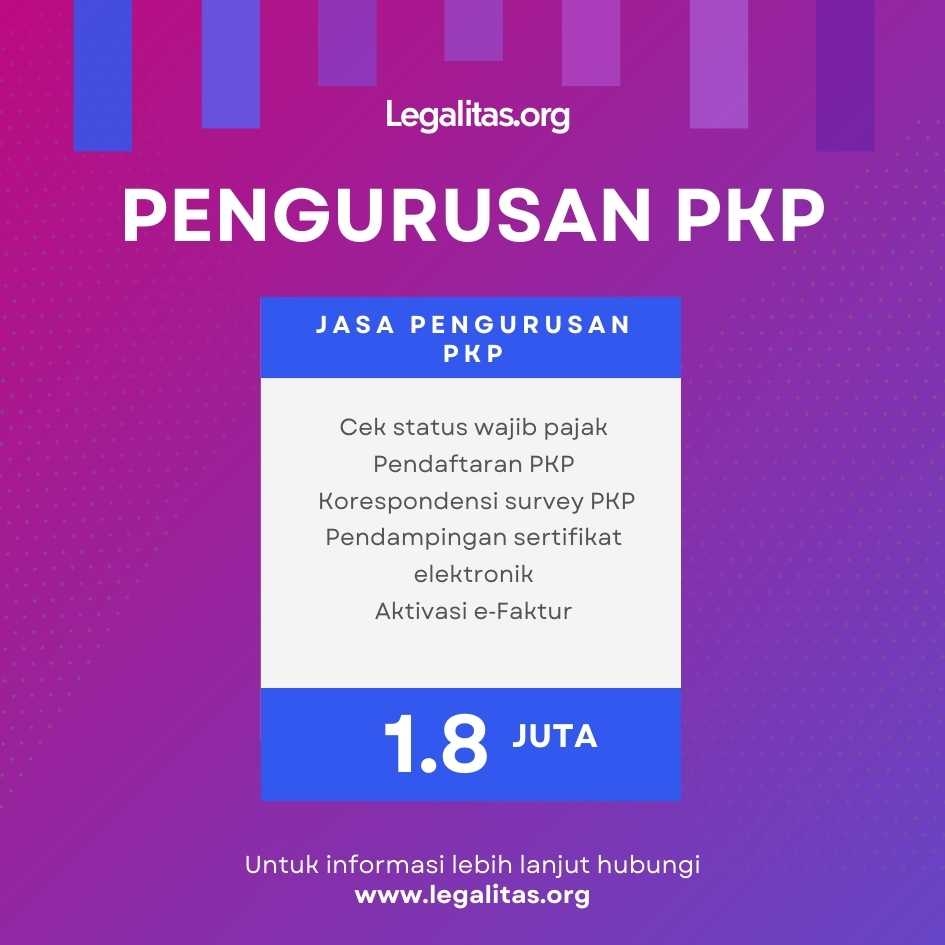 Legalitas.org
PENGURUSAN PKP
JASA PENGURUSAN
PKP
Cek status wajib pajak
Pendaftaran PKP
Korespondensi survey PKP
Pendampingan sertifikat
elektronik
Aktivasi e-Faktur
1.8 JUTA
Untuk informasi lebih lanjut hubungi
www.legalitas.org